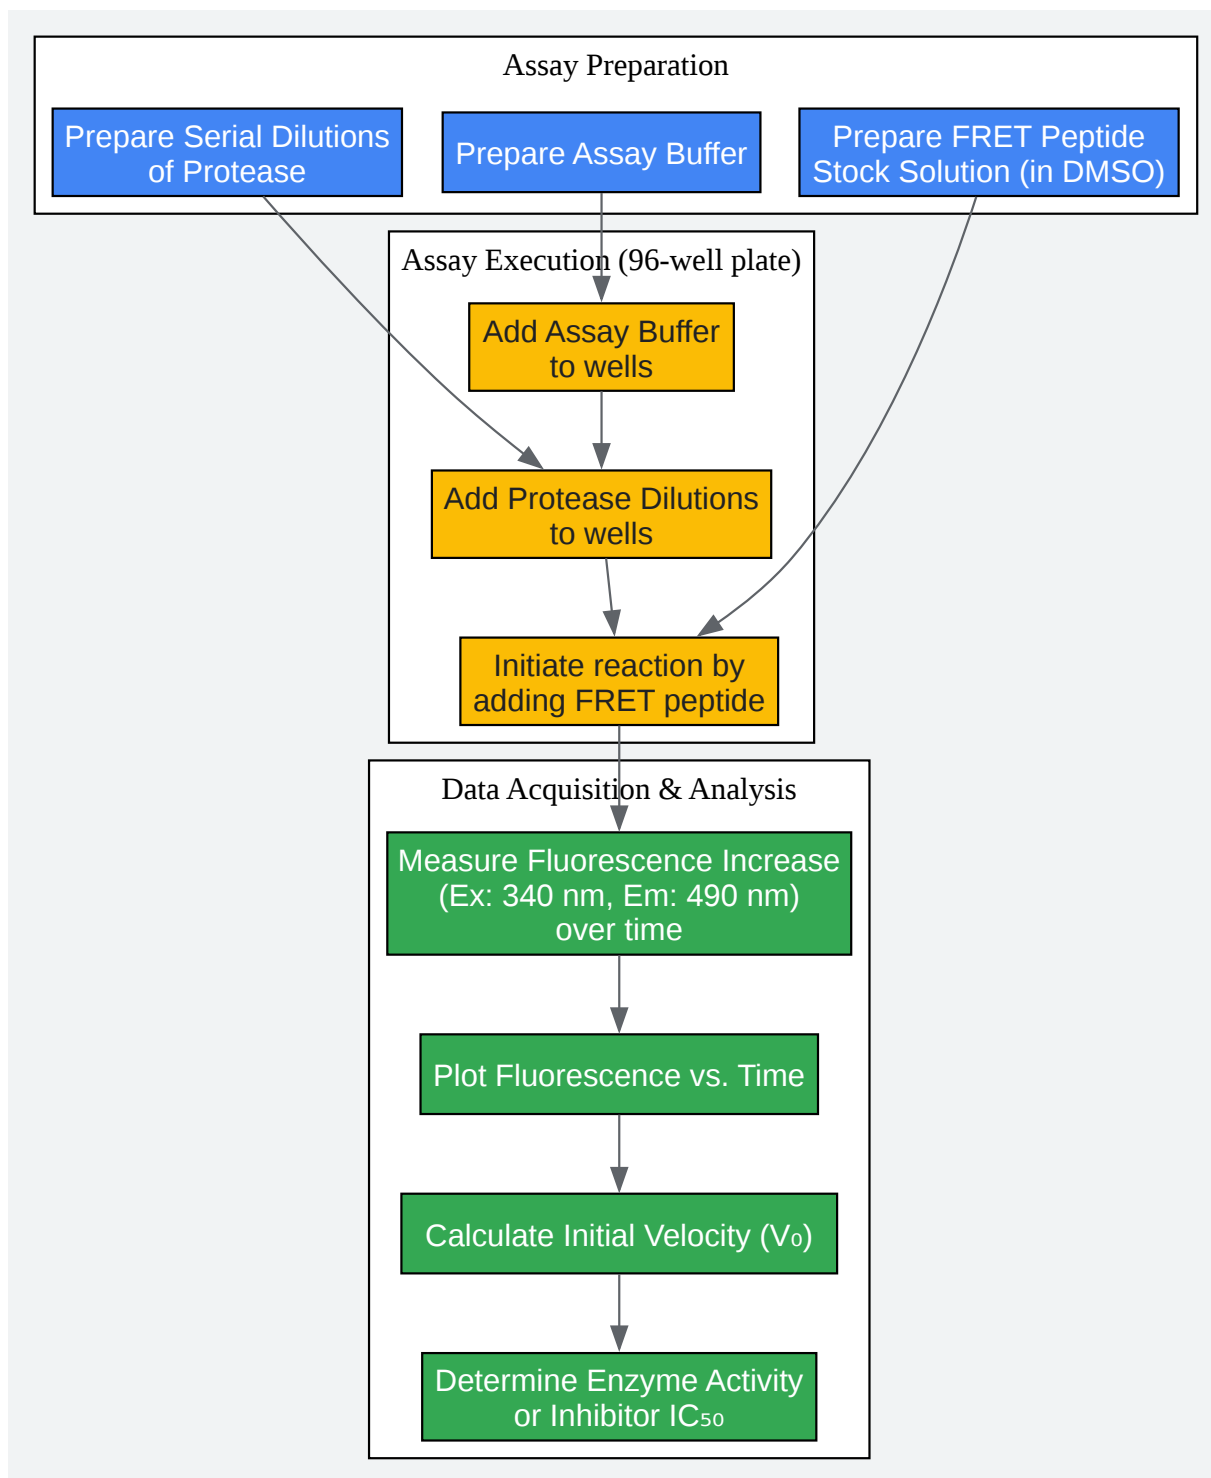 Assay Preparation
Prepare Serial Dilutions
of Protease
Prepare Assay Buffer
Prepare FRET Peptide
Stock Solution (in DMSO)
Assay Execution (96-well plate)
Add Assay Buffer
to wells
Add Protease Dilutions
to wells
Initiate reaction by
adding FRET peptide
Data Acquisition & Analysis
Measure Fluorescence Increase
(Ex: 340 nm, Em: 490 nm)
over time
Plot Fluorescence vs. Time
Calculate Initial Velocity (V₀)
Determine Enzyme Activity
or Inhibitor IC₅₀